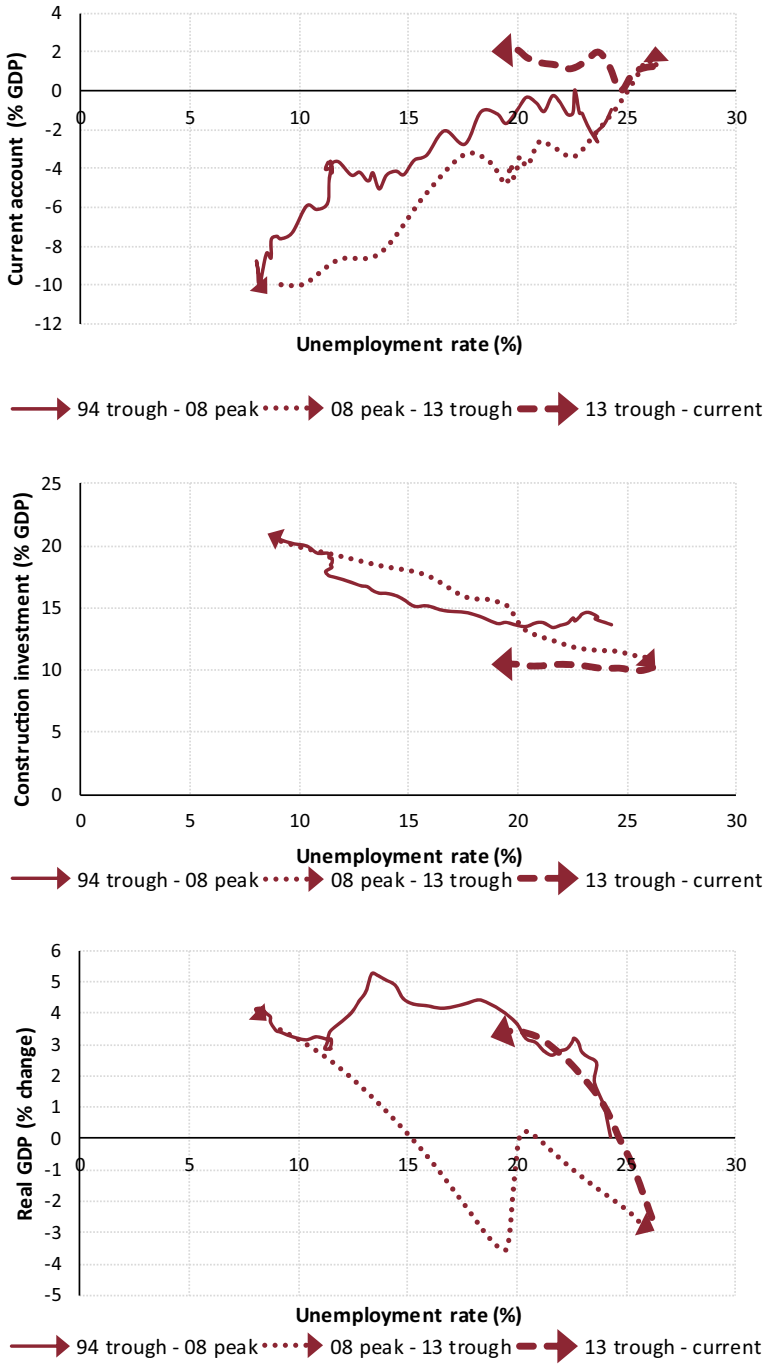 Current account (% GDP)
4
2
0
-2
-4
-6
-8
-10
-12
0 5 10 15 20 25 30
Unemployment rate (%)
94 trough - 08 peak 08 peak - 13 trough 13 trough - current
Construction investment (% GDP)
25
20
15
10
5
0
0 5 10 15 20 25 30
Unemployment rate (%)
94 trough - 08 peak 08 peak - 13 trough 13 trough - current
Real GDP (% change)
6
5
4
3
2
1
0
-1
-2
-3
-4
-5
0 5 10 15 20 25 30
Unemployment rate (%)
94 trough - 08 peak 08 peak - 13 trough 13 trough - current